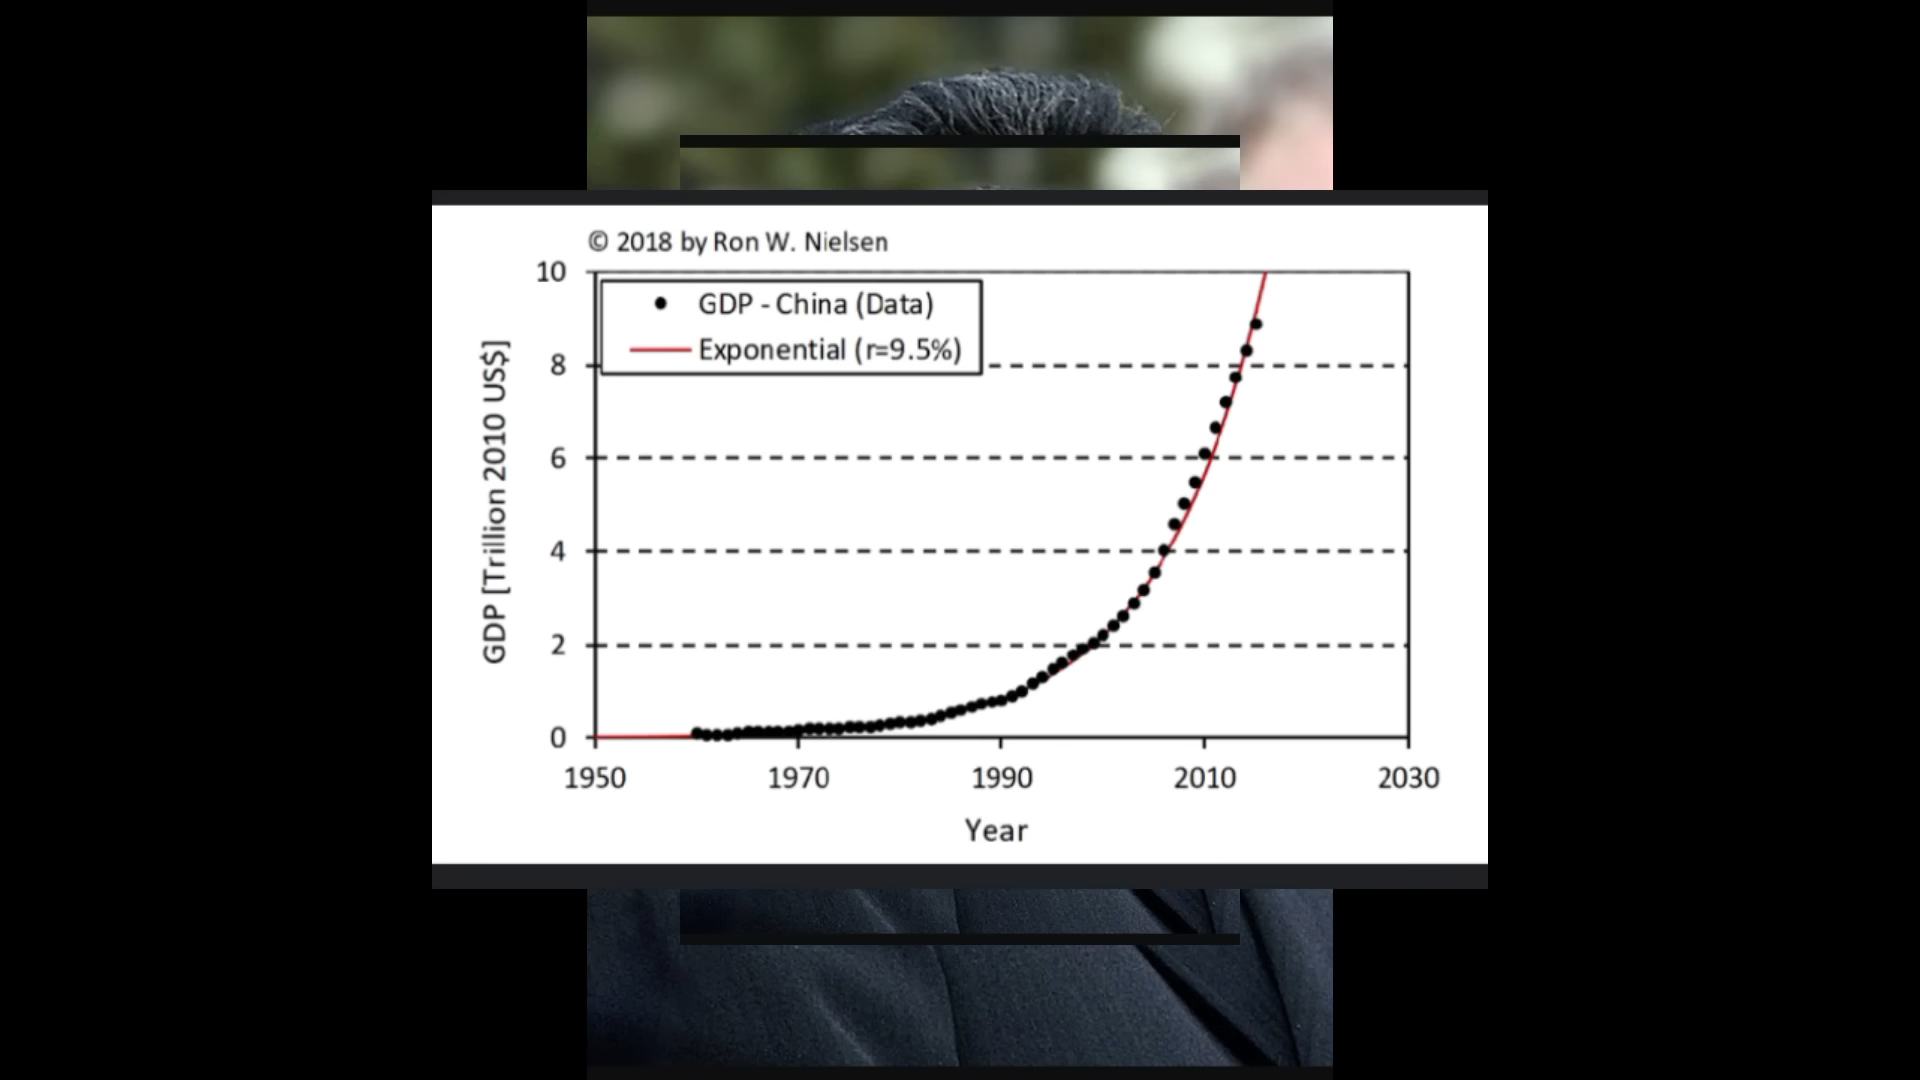 © 2018 by Ron W. Nielsen
10
GDP - China (Data)
Exponential (r=9.5%)
8
6
4
2
0
GDP [Trillion 2010 US$]
1950 1970 1990 2010 2030
Year